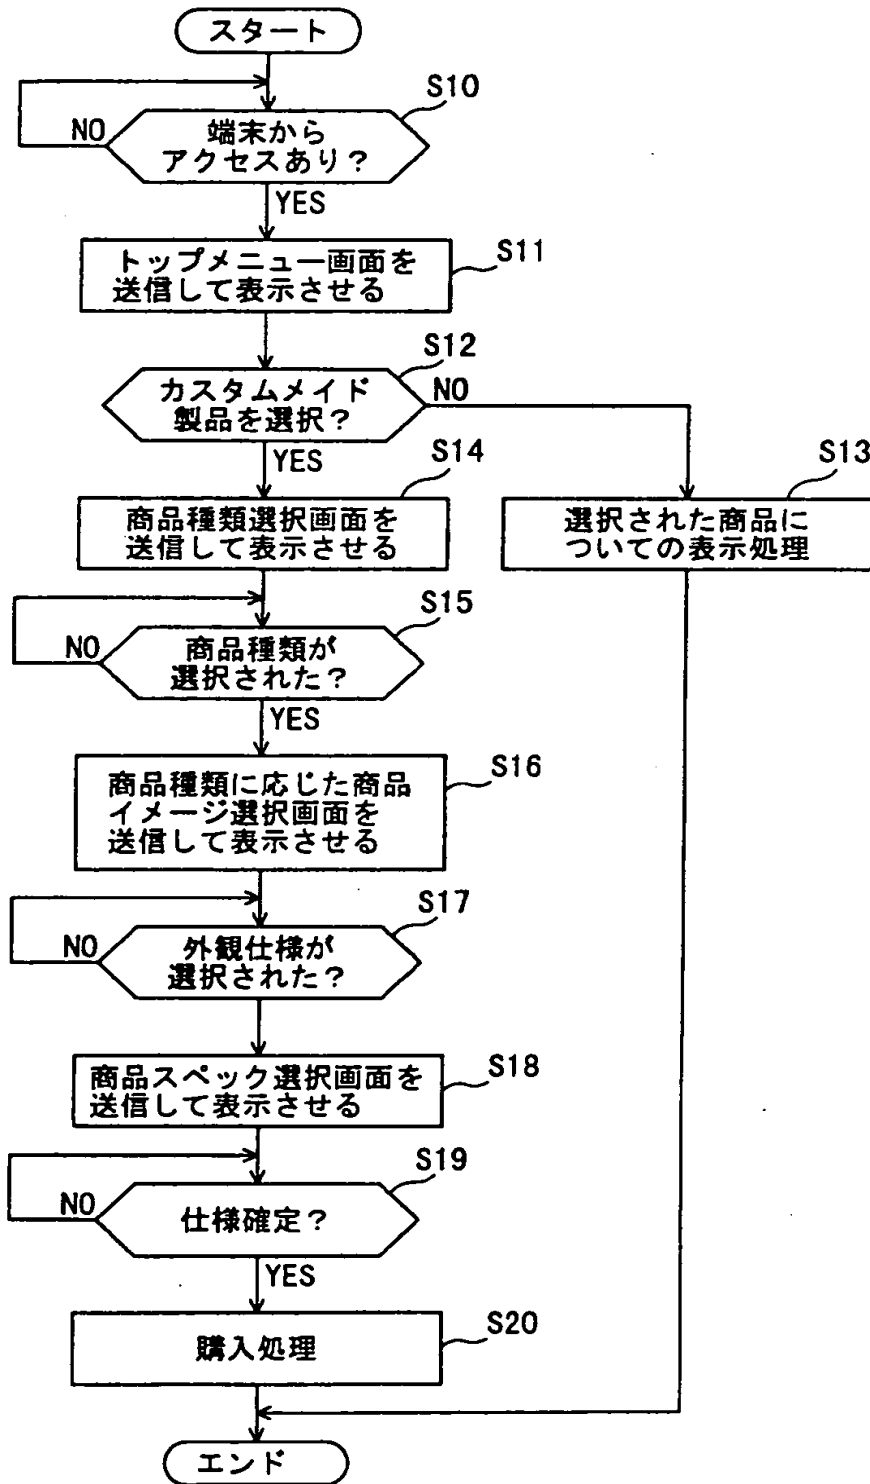 スタート
S10
NO
端末から
アクセスあり？
YES
S11
トップメニュー画面を
送信して表示させる
S12
カスタムメイド
製品を選択？
NO
YES
S14
商品種類選択画面を
送信して表示させる
S13
選択された商品に
ついての表示処理
S15
NO
商品種類が
選択された？
YES
S16
商品種類に応じた商品
イメージ選択画面を
送信して表示させる
S17
NO
外観仕様が
選択された？
S18
商品スペック選択画面を
送信して表示させる
S19
NO
仕様確定？
YES
S20
購入処理
エンド